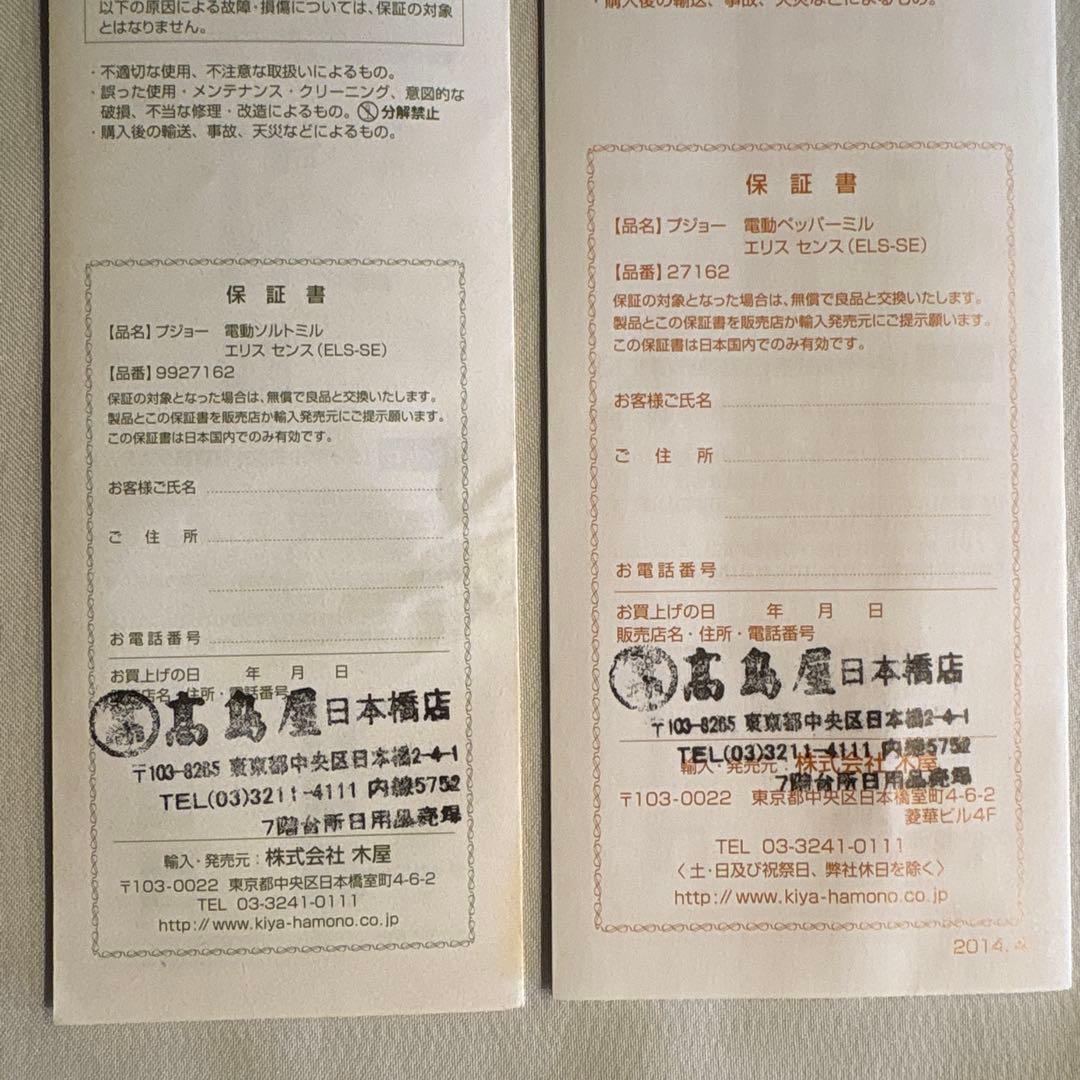 以下の原因による故障・損傷については、保証の対象
とはなりません。
・不適切な使用、不注意な取扱いによるもの。
・誤った使用・メンテナンス・クリーニング、意図的な
破損、不当な修理・改造によるもの。分解禁止
・購入後の輸送、事故、天災などによるもの。
保証書
【品名】プジョー 電動ソルトミル
エリス センス(ELS-SE)
【品番】9927162
保証の対象となった場合は、無償で良品と交換いたします。
製品とこの保証書を販売店か輸入発売元にご提示願います。
この保証書は日本国内でのみ有効です。
お客様ご氏名
ご住所
お電話番号
お買上げの日 年 月 日
店名・住所・電話番号
髙島屋日本橋店
〒103-8265 東京都中央区日本橋2-4-1
TEL(03)3211-4111 内線5752
7階台所日用品売場
輸入・発売元:株式会社 木屋
〒103-0022 東京都中央区日本橋室町4-6-2
TEL 03-3241-0111
http://www.kiya-hamono.co.jp
・購入後の輸送、事故、天災などによるもの。
保証書
【品名】プジョー 電動ペッパーミル
エリス センス(ELS-SE)
【品番】27162
保証の対象となった場合は、無償で良品と交換いたします。
製品とこの保証書を販売店か輸入発売元にご提示願います。
この保証書は日本国内でのみ有効です。
お客様ご氏名
ご住所
お電話番号
お買上げの日 年 月 日
販売店名・住所・電話番号
髙島屋日本橋店
〒103-8265 東京都中央区日本橋2-4-1
TEL(03)3211-4111 内線5752
輸入・発売元:株式会社 木屋
7階台所日用品売場
〒103-0022 東京都中央区日本橋室町4-6-2
菱華ビル4F
TEL 03-3241-0111
〈土・日及び祝祭日、弊社休日を除く〉
http://www.kiya-hamono.co.jp
2014.